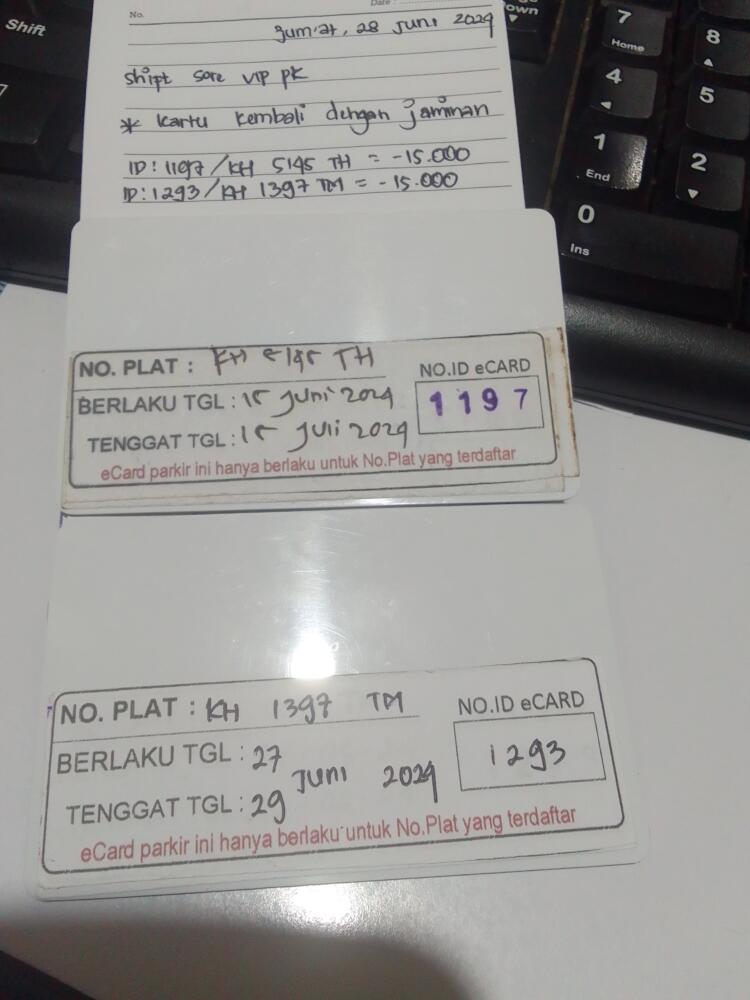 Shift
own
7
Home
8
4
5
1
End
2
0
Ins
No.
Date :
Jum'at, 28 Juni 2024
shipt sore VIP PK
* Kartu kembali dengan jaminan
ID: 1197 / KH 5145 TH = -15.000
ID: 1293 / KH 1397 TM = -15.000
NO. PLAT : KH 5145 TH
NO.ID eCARD
BERLAKU TGL : 15 Juni 2024
1197
TENGGAT TGL : 15 Juli 2024
eCard parkir ini hanya berlaku untuk No.Plat yang terdaftar
NO. PLAT : KH 1397 TM
NO.ID eCARD
BERLAKU TGL : 27
1293
Juni 2024
TENGGAT TGL : 29
eCard parkir ini hanya berlaku untuk No.Plat yang terdaftar